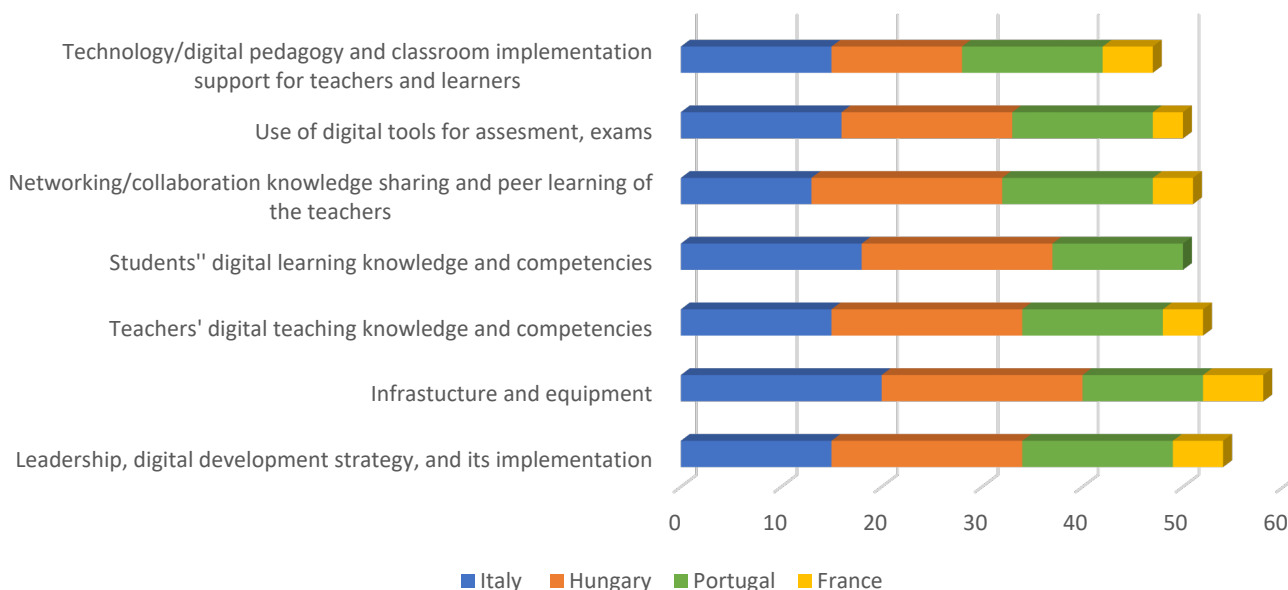 Technology/digital pedagogy and classroom implementation
support for teachers and learners
Use of digital tools for assesment, exams
Networking/collaboration knowledge sharing and peer learning of
the teachers
Students'' digital learning knowledge and competencies
Teachers' digital teaching knowledge and competencies
Infrastucture and equipment
Leadership, digital development strategy, and its implementation
0 10 20 30 40 50 60
Italy Hungary Portugal France